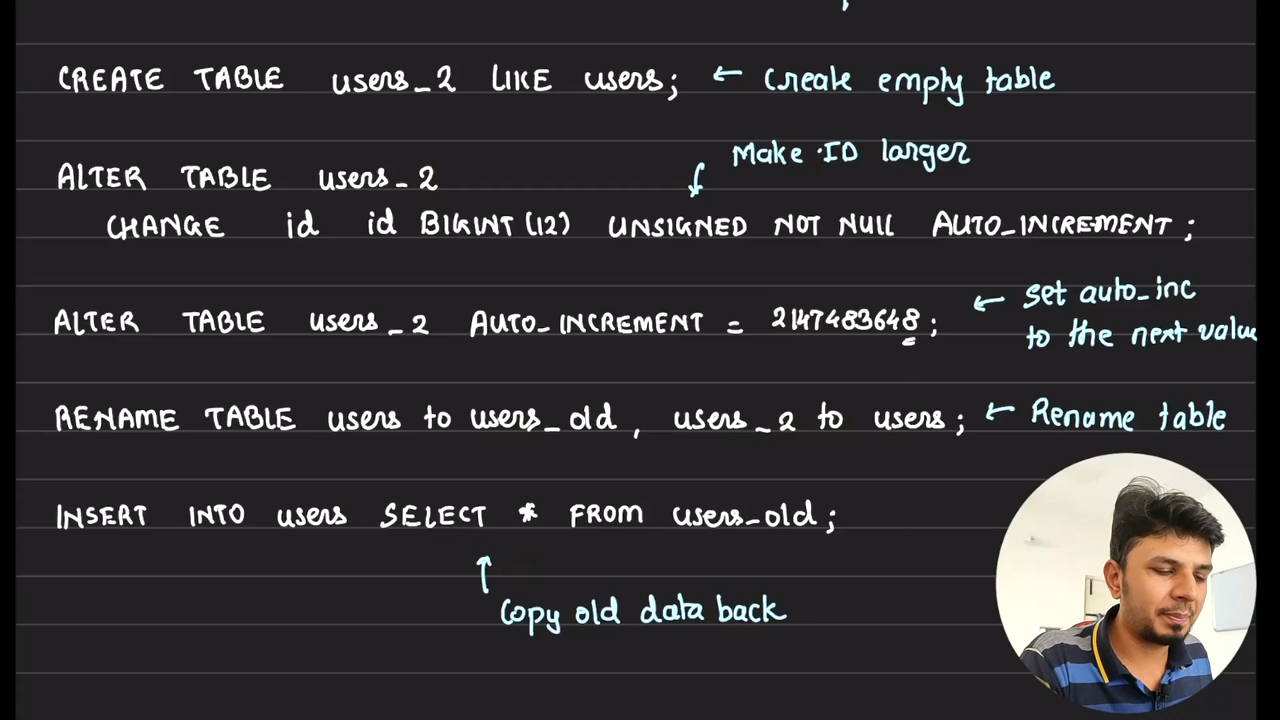 CREATE TABLE users_2 LIKE users; ← Create empty table
Make ID larger
ALTER TABLE users_2
CHANGE id id BIGINT (12) UNSIGNED NOT NULL AUTO_INCREMENT;
ALTER TABLE users_2 AUTO_INCREMENT = 2147483648; ← Set auto_inc
to the next value
RENAME TABLE users to users_old, users_2 to users; ← Rename table
INSERT INTO users SELECT * FROM users_old;
↑
Copy old data back